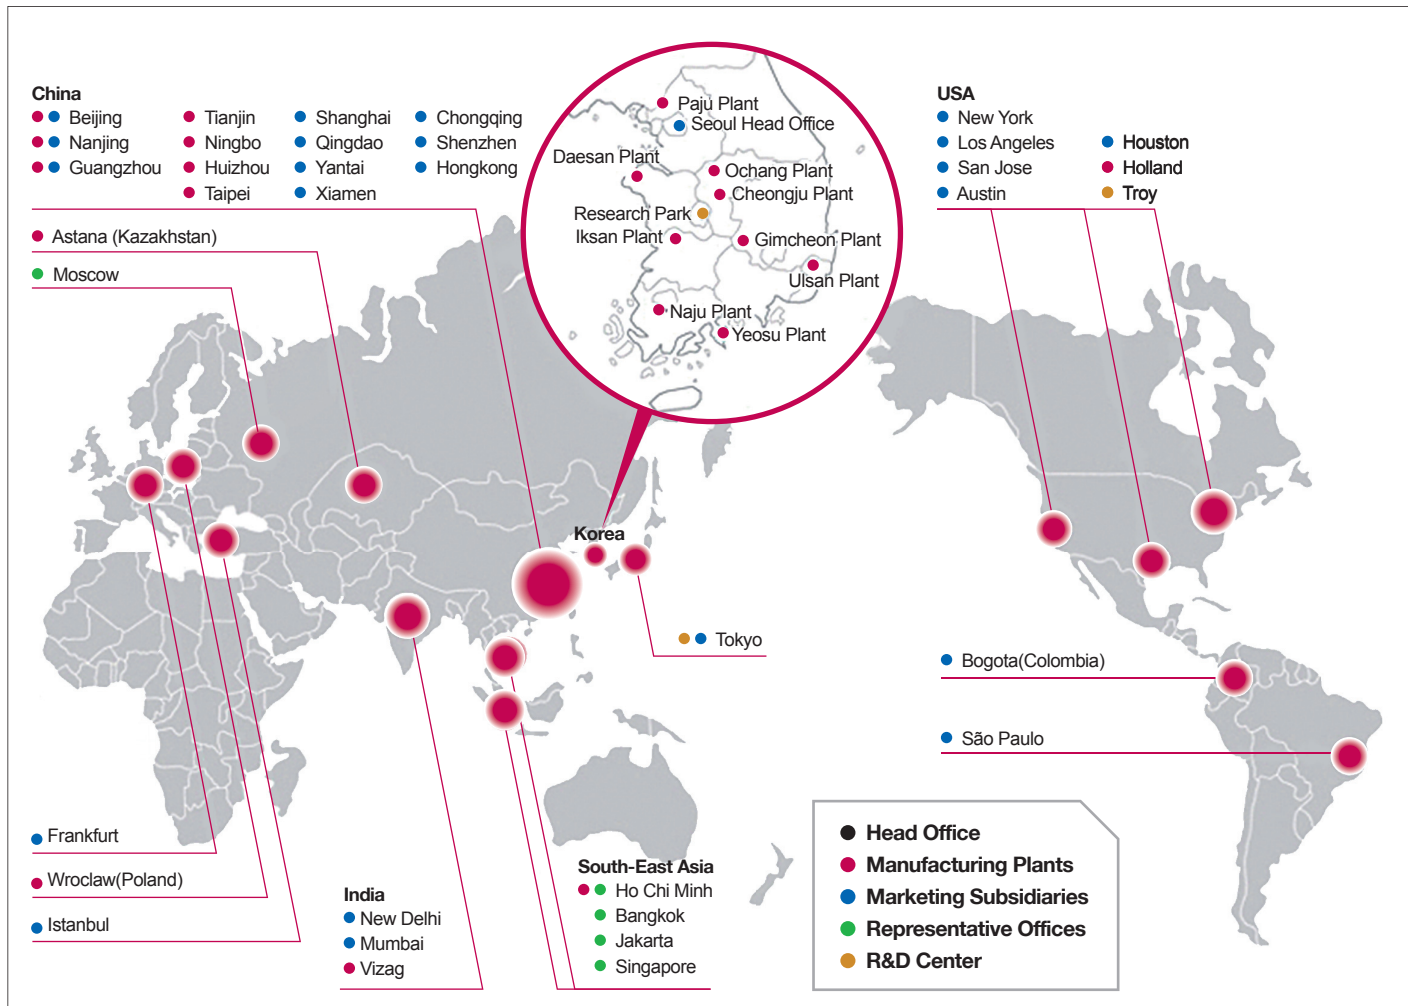 China
Beijing
Nanjing
Guangzhou
Tianjin
Ningbo
Huizhou
Taipei
Shanghai
Qingdao
Yantai
Xiamen
Chongqing
Shenzhen
Hongkong
Astana (Kazakhstan)
Moscow
Paju Plant
Seoul Head Office
Daesan Plant
Ochang Plant
Cheongju Plant
Research Park
Iksan Plant
Gimcheon Plant
Ulsan Plant
Naju Plant
Yeosu Plant
USA
New York
Los Angeles
San Jose
Austin
Houston
Holland
Troy
Korea
Tokyo
Bogota(Colombia)
São Paulo
Frankfurt
Wroclaw(Poland)
Istanbul
India
New Delhi
Mumbai
Vizag
South-East Asia
Ho Chi Minh
Bangkok
Jakarta
Singapore
Head Office
Manufacturing Plants
Marketing Subsidiaries
Representative Offices
R&D Center